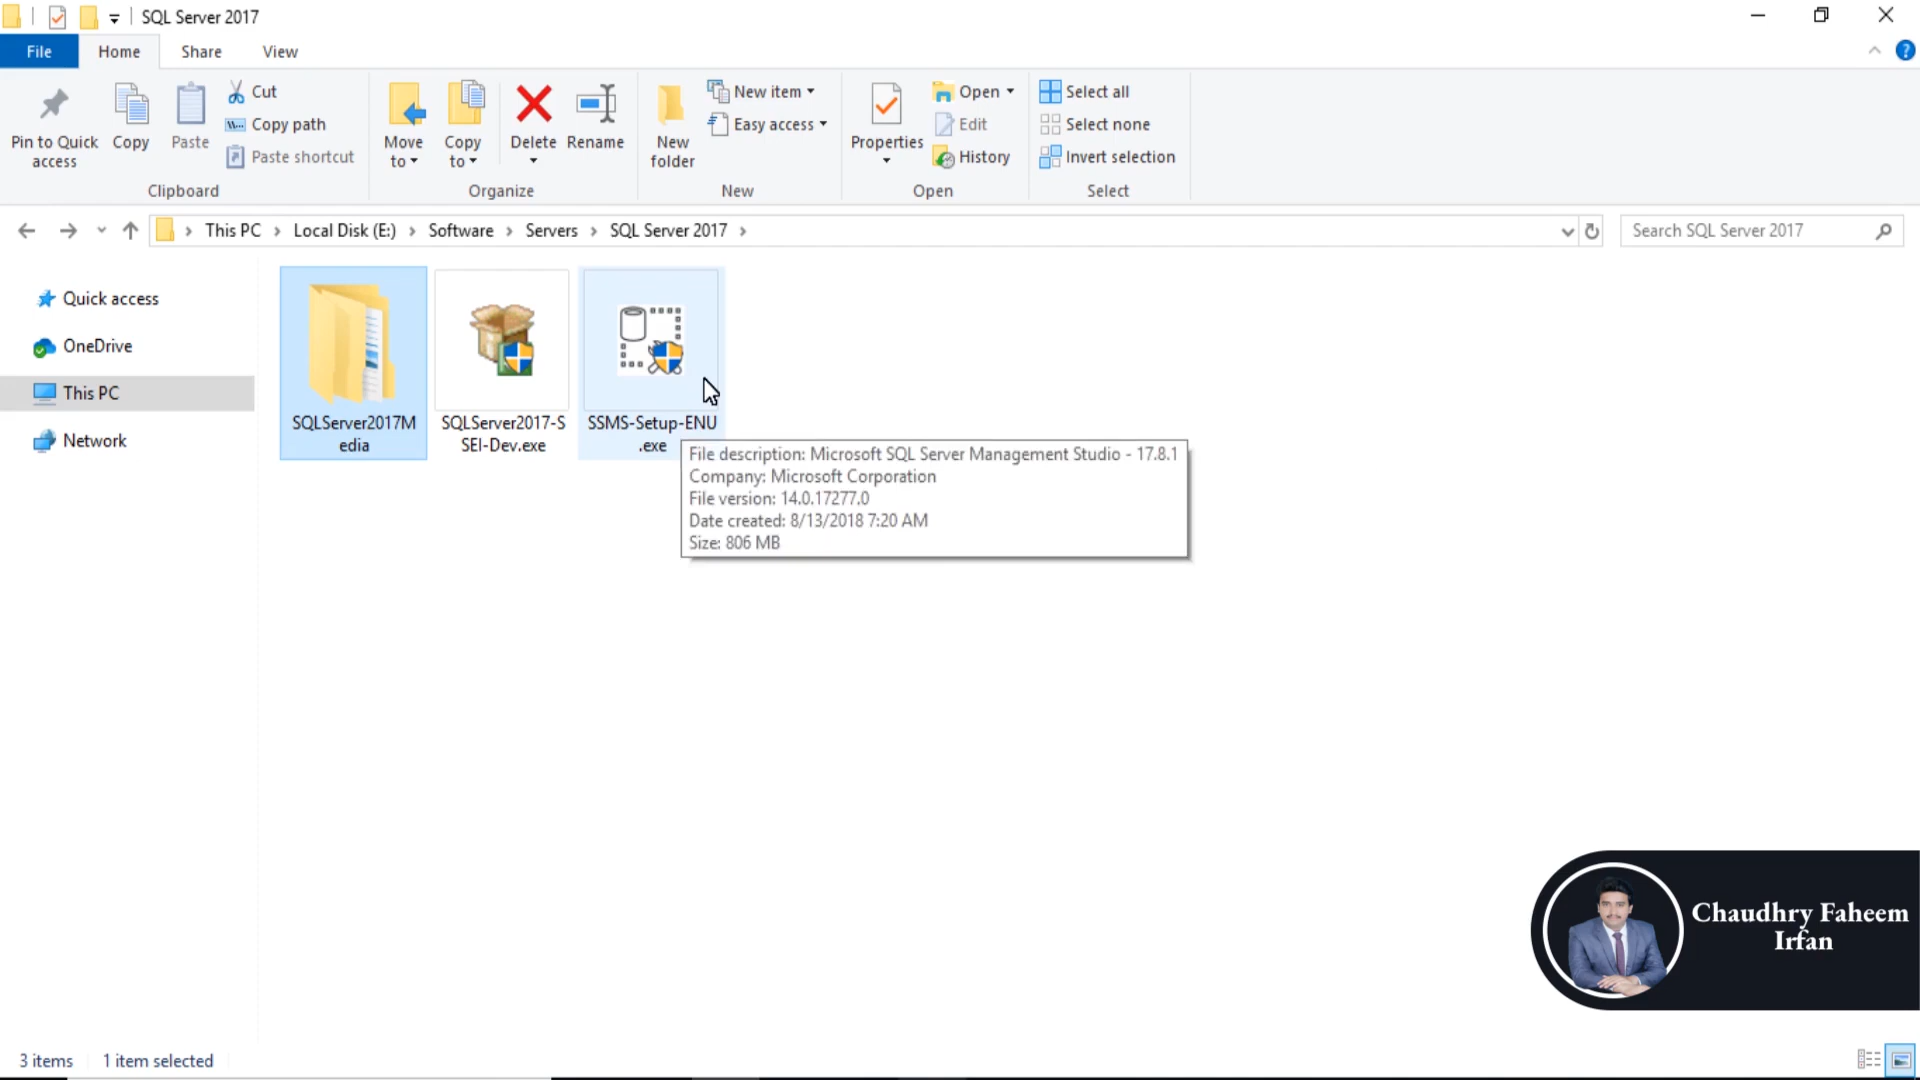 SQL Server 2017
File
Home
Share
View
Pin to Quick
access
Copy
Paste
Cut
Copy path
Paste shortcut
Clipboard
Move
to
Copy
to
Delete
Rename
Organize
New
folder
New item
Easy access
New
Properties
Open
Edit
History
Open
Select all
Select none
Invert selection
Select
This PC > Local Disk (E:) > Software > Servers > SQL Server 2017 >
Search SQL Server 2017
Quick access
OneDrive
This PC
Network
SQLServer2017M
edia
SQLServer2017-S
SEI-Dev.exe
SSMS-Setup-ENU
.exe
File description: Microsoft SQL Server Management Studio - 17.8.1
Company: Microsoft Corporation
File version: 14.0.17277.0
Date created: 8/13/2018 7:20 AM
Size: 806 MB
Chaudhry Faheem
Irfan
3 items
1 item selected